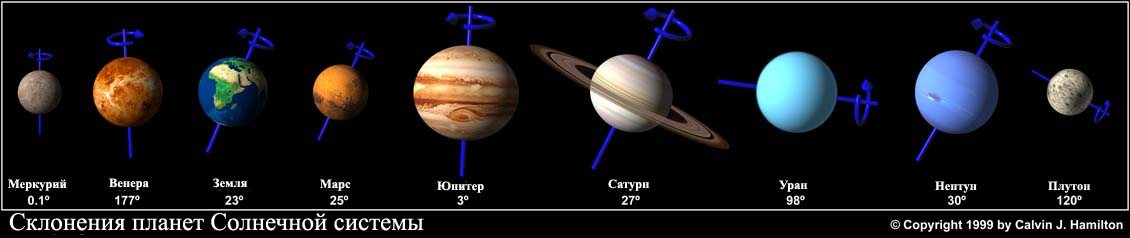 Меркурий Венера Земля Марс Юпитер Сатурн Уран Нептун Плутон
0.1° 177° 23° 25° 3° 27° 98° 30° 120°
Склонения планет Солнечной системы © Copyright 1999 by Calvin J. Hamilton